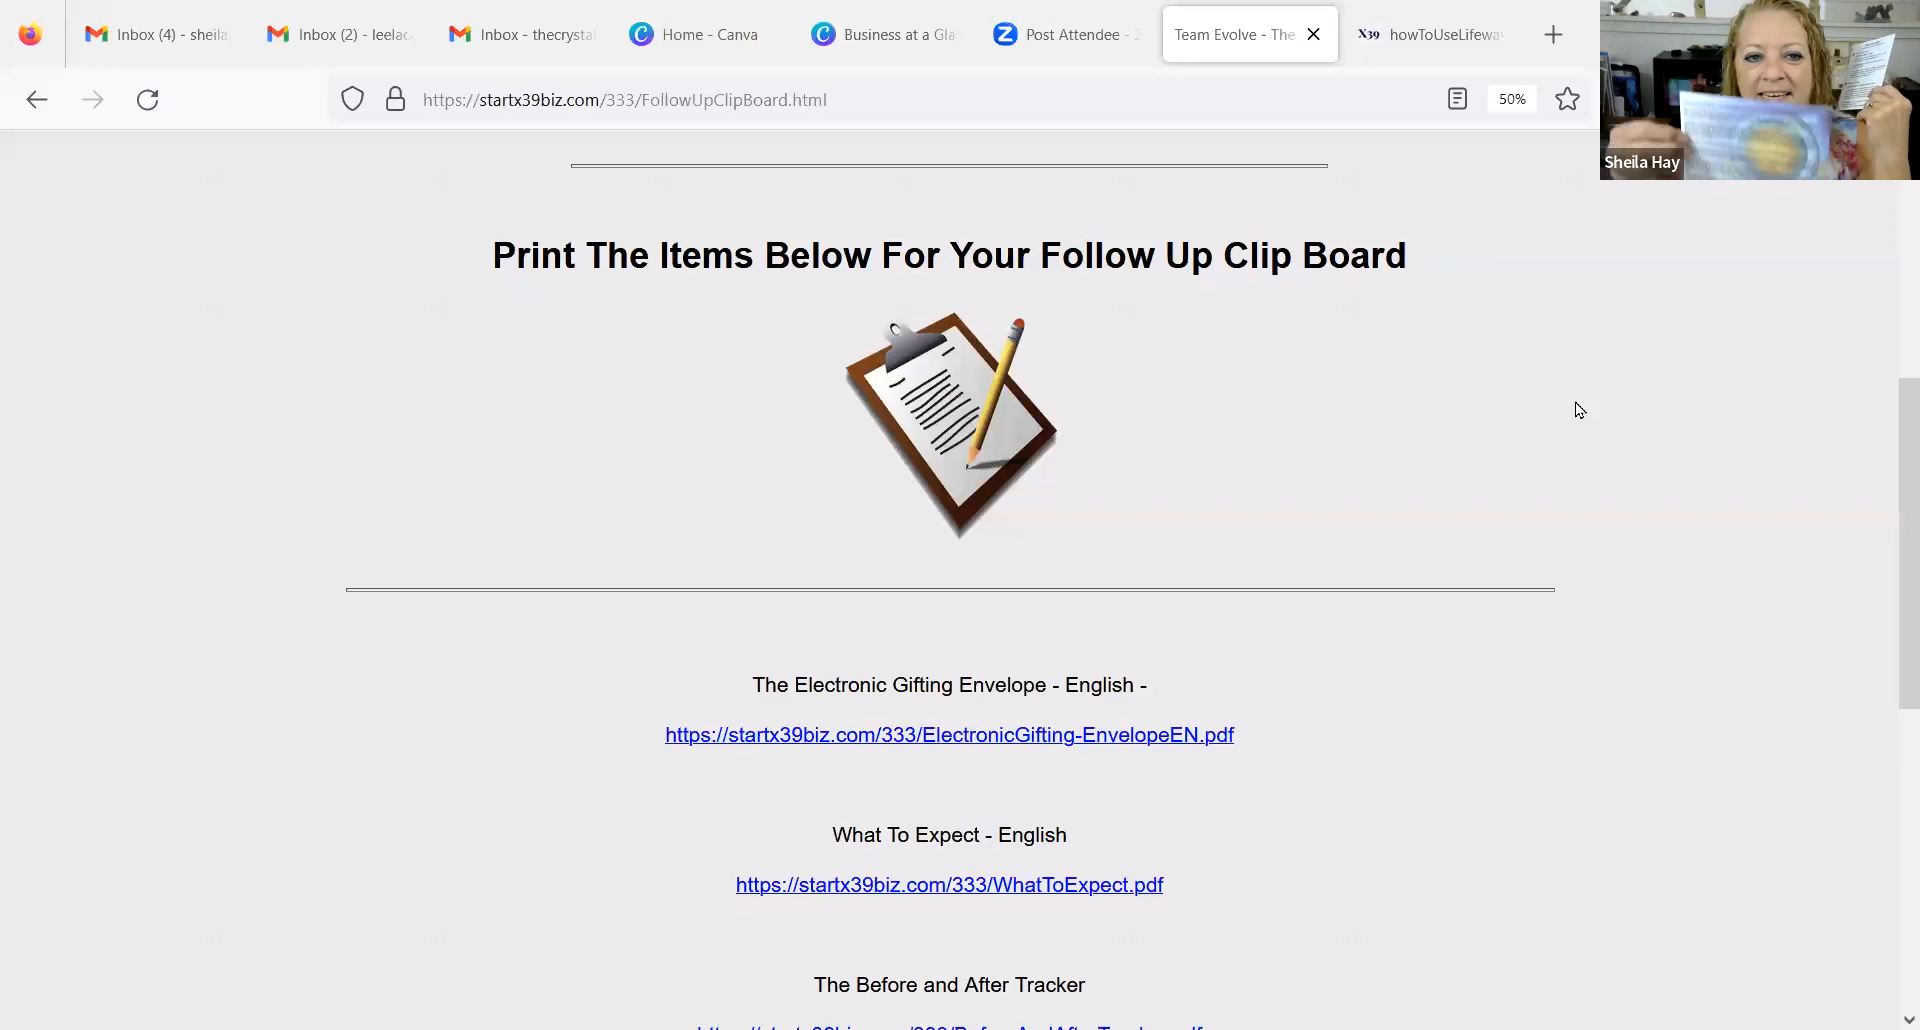 Inbox (4) - sheila
Inbox (2) - leelac
Inbox - thecrystal
Home - Canva
Business at a Gla
Post Attendee - Z
Team Evolve - The
X39 howToUseLifewa
https://startx39biz.com/333/FollowUpClipBoard.html
50%
Sheila Hay
Print The Items Below For Your Follow Up Clip Board
The Electronic Gifting Envelope - English -
https://startx39biz.com/333/ElectronicGifting-EnvelopeEN.pdf
What To Expect - English
https://startx39biz.com/333/WhatToExpect.pdf
The Before and After Tracker